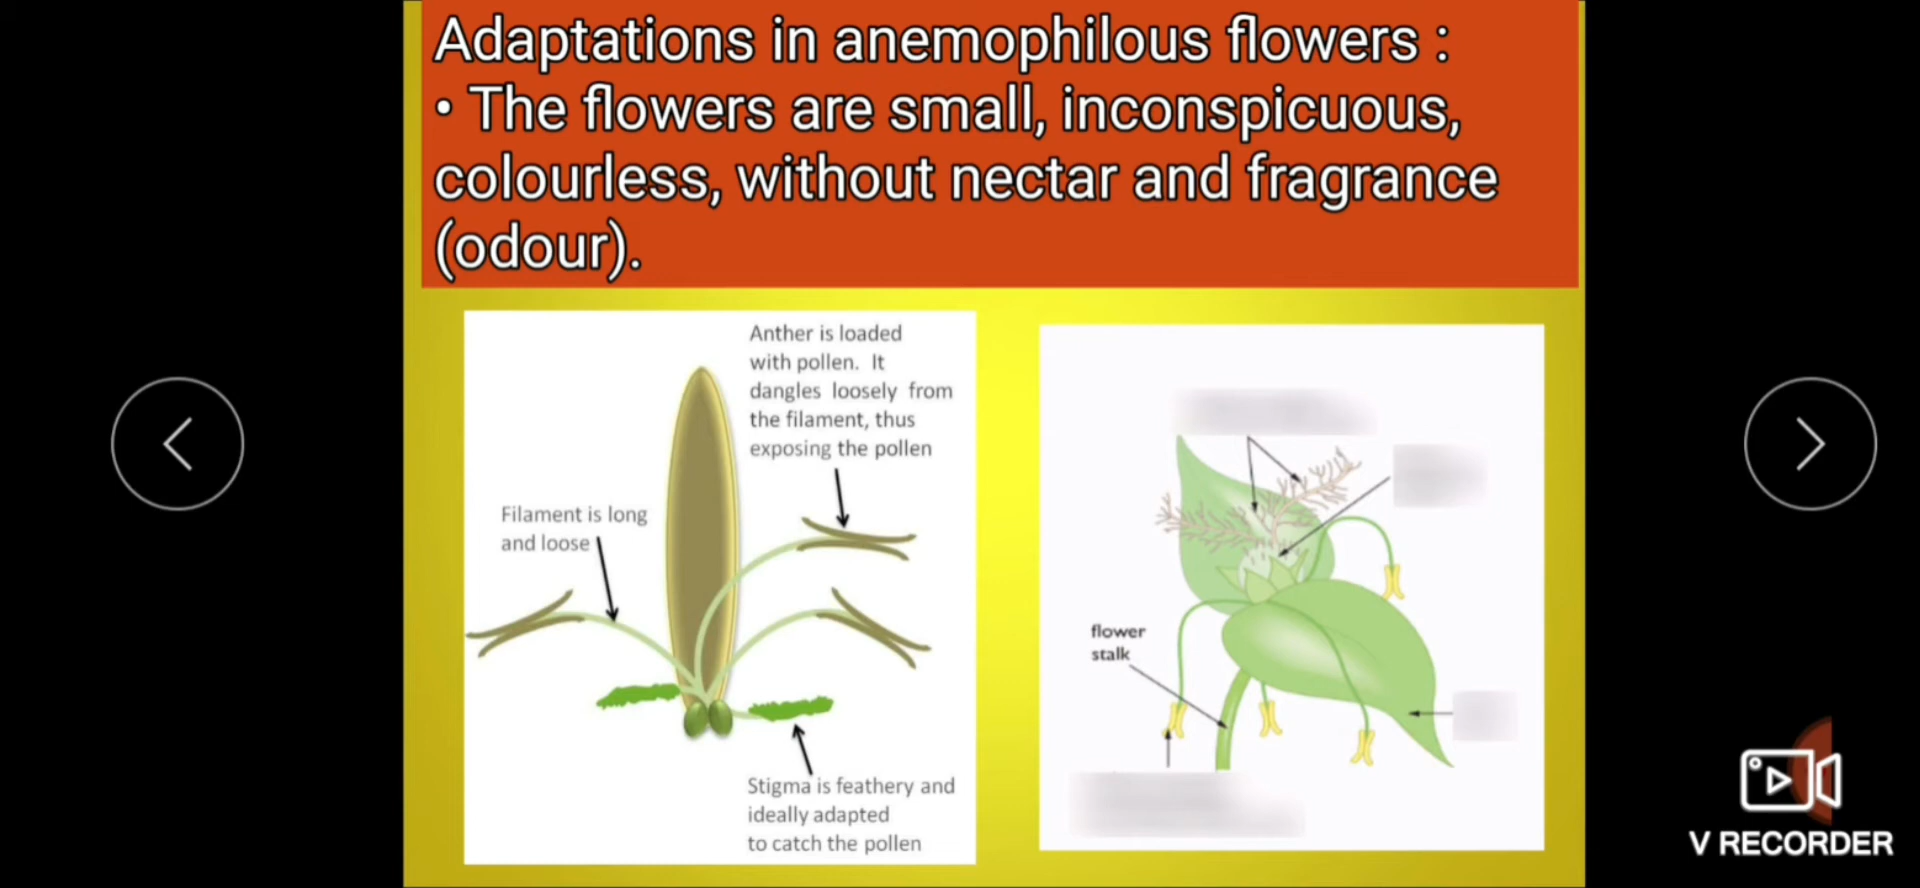 Adaptations in anemophilous flowers :
• The flowers are small, inconspicuous,
colourless, without nectar and fragrance
(odour).
Anther is loaded
with pollen. It
dangles loosely from
the filament, thus
exposing the pollen
Filament is long
and loose
Stigma is feathery and
ideally adapted
to catch the pollen
flower
stalk
V RECORDER